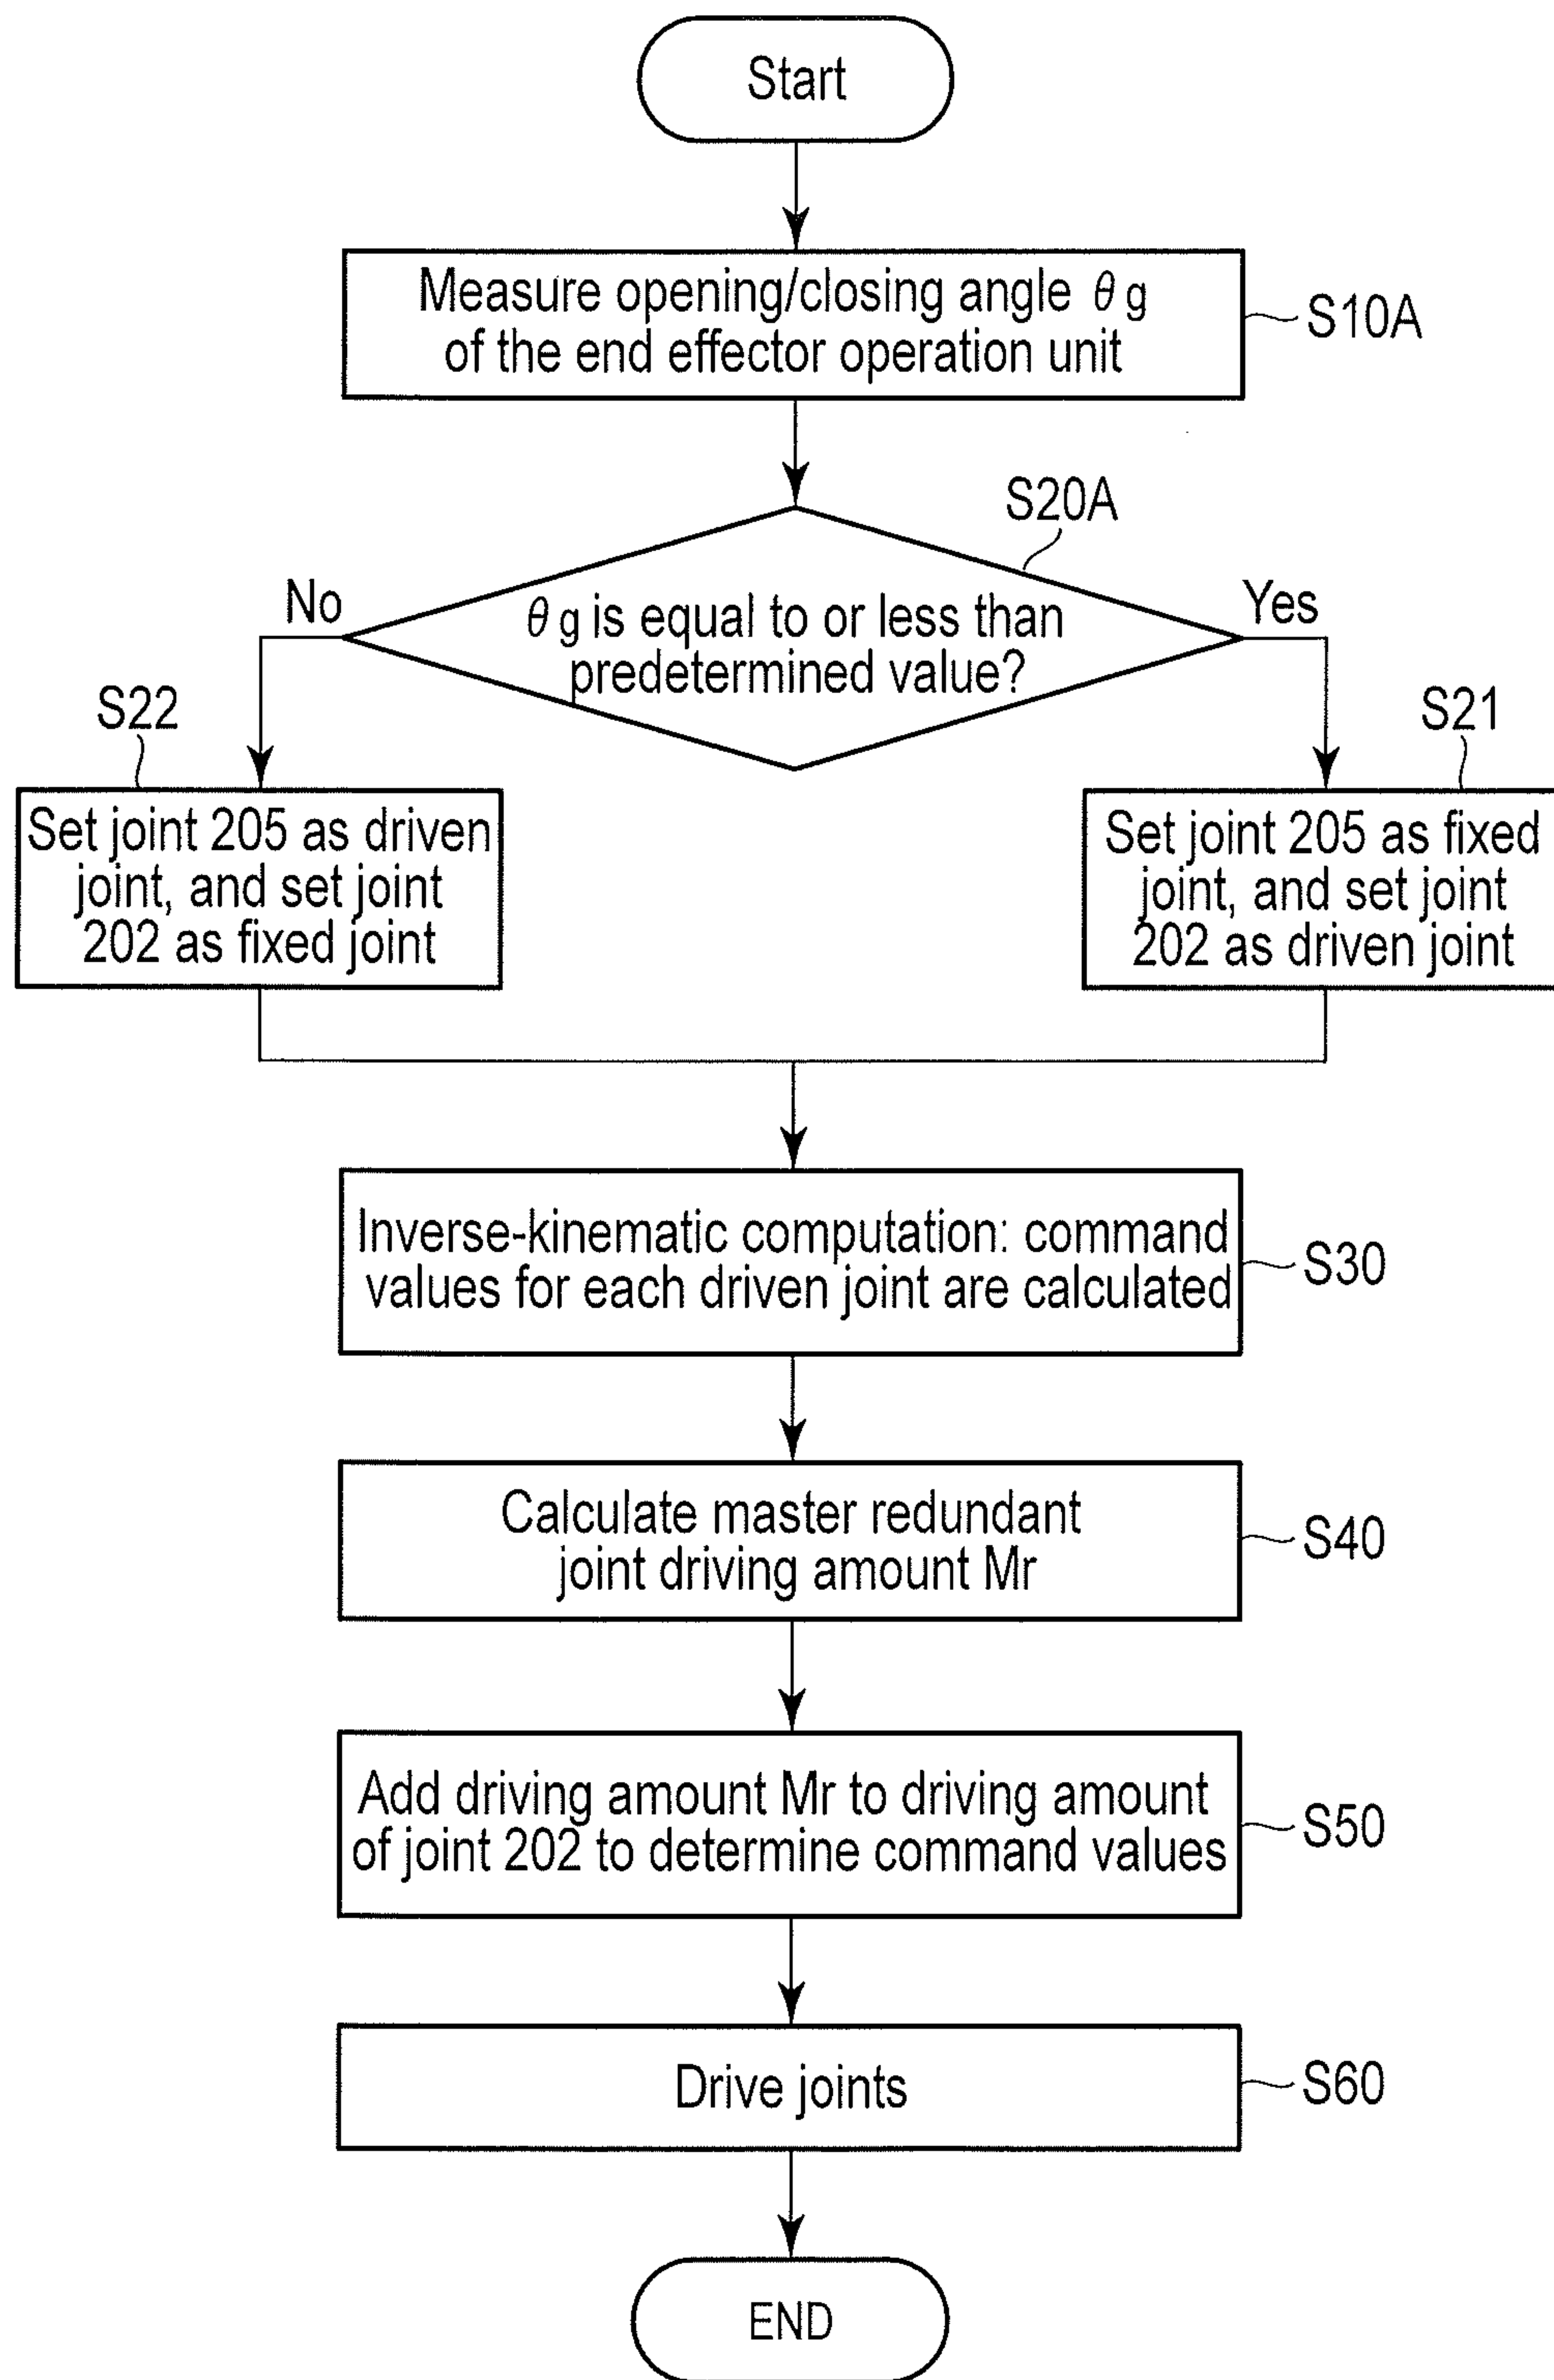 Start
Measure opening/closing angle θg
of the end effector operation unit
S10A
S20A
No
θg is equal to or less than
predetermined value?
Yes
S22
S21
Set joint 205 as driven
joint, and set joint
202 as fixed joint
Set joint 205 as fixed
joint, and set joint
202 as driven joint
Inverse-kinematic computation: command
values for each driven joint are calculated
S30
Calculate master redundant
joint driving amount Mr
S40
Add driving amount Mr to driving amount
of joint 202 to determine command values
S50
Drive joints
S60
END